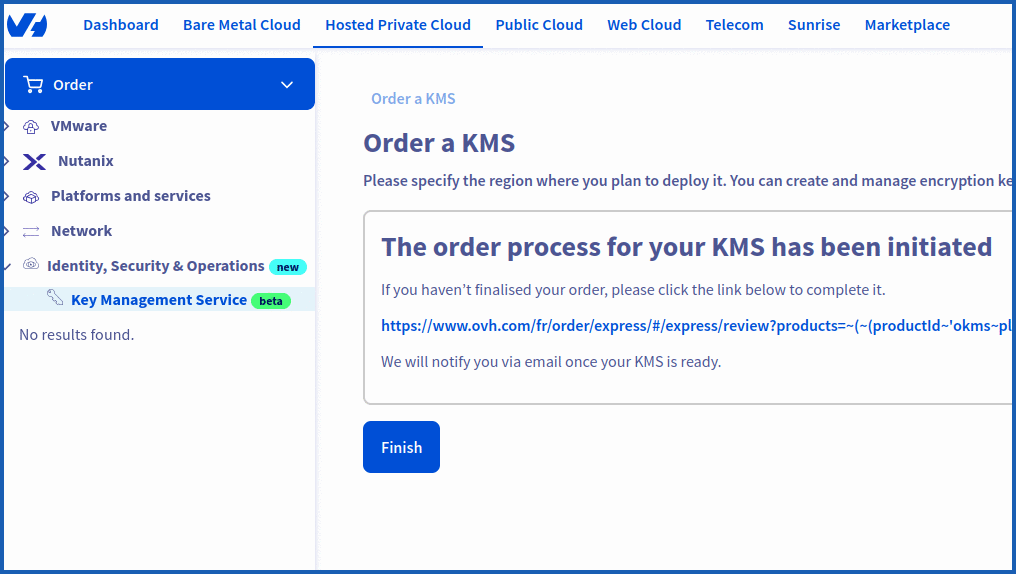 Dashboard Bare Metal Cloud Hosted Private Cloud Public Cloud Web Cloud Telecom Sunrise Marketplace
Order
VMware
Nutanix
Platforms and services
Network
Identity, Security & Operations new
Key Management Service beta
No results found.
Order a KMS
Order a KMS
Please specify the region where you plan to deploy it. You can create and manage encryption ke
The order process for your KMS has been initiated
If you haven’t finalised your order, please click the link below to complete it.
https://www.ovh.com/fr/order/express/#/express/review?products=~(~(productId~'okms~pl
We will notify you via email once your KMS is ready.
Finish